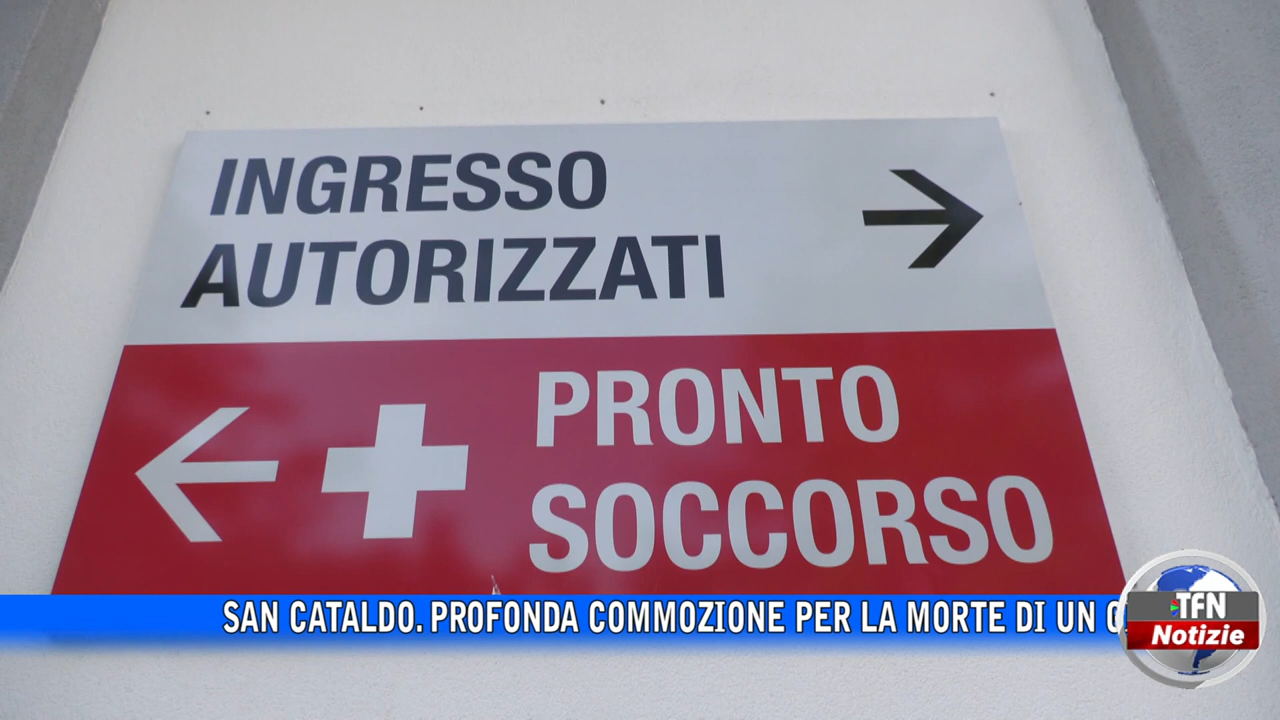 INGRESSO
AUTORIZZATI
PRONTO
SOCCORSO
SAN CATALDO. PROFONDA COMMOZIONE PER LA MORTE DI UN
TFN
Notizie